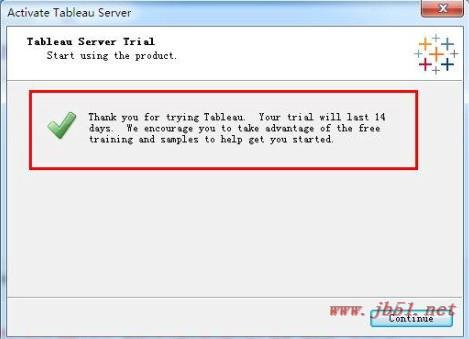 Activate Tableau Server
Tableau Server Trial
Start using the product.
Thank you for trying Tableau. Your trial will last 14
days. We encourage you to take advantage of the free
training and samples to help get you started.
www.jb51.net
Continue